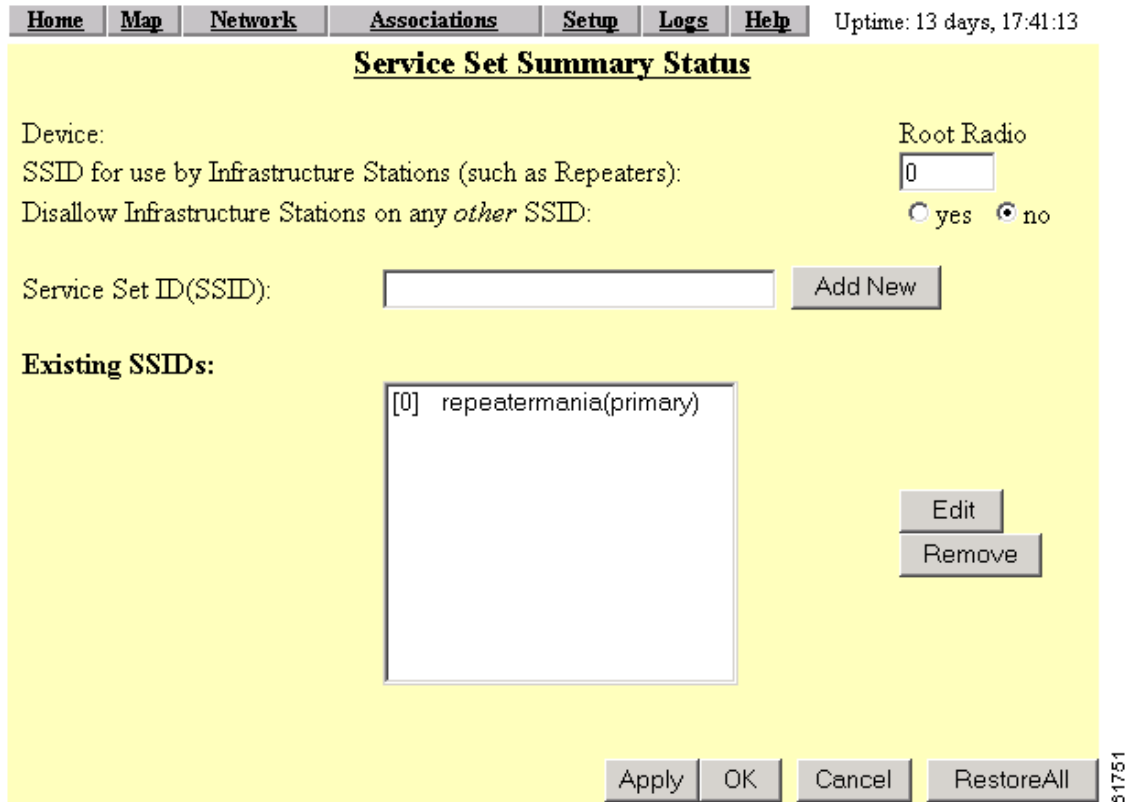 Home Map Network Associations Setup Logs Help Uptime: 13 days, 17:41:13
Service Set Summary Status
Device: Root Radio
SSID for use by Infrastructure Stations (such as Repeaters): 0
Disallow Infrastructure Stations on any other SSID: yes no
Service Set ID(SSID): Add New
Existing SSIDs:
[0] repeatermania(primary)
Edit
Remove
Apply OK Cancel RestoreAll
81751